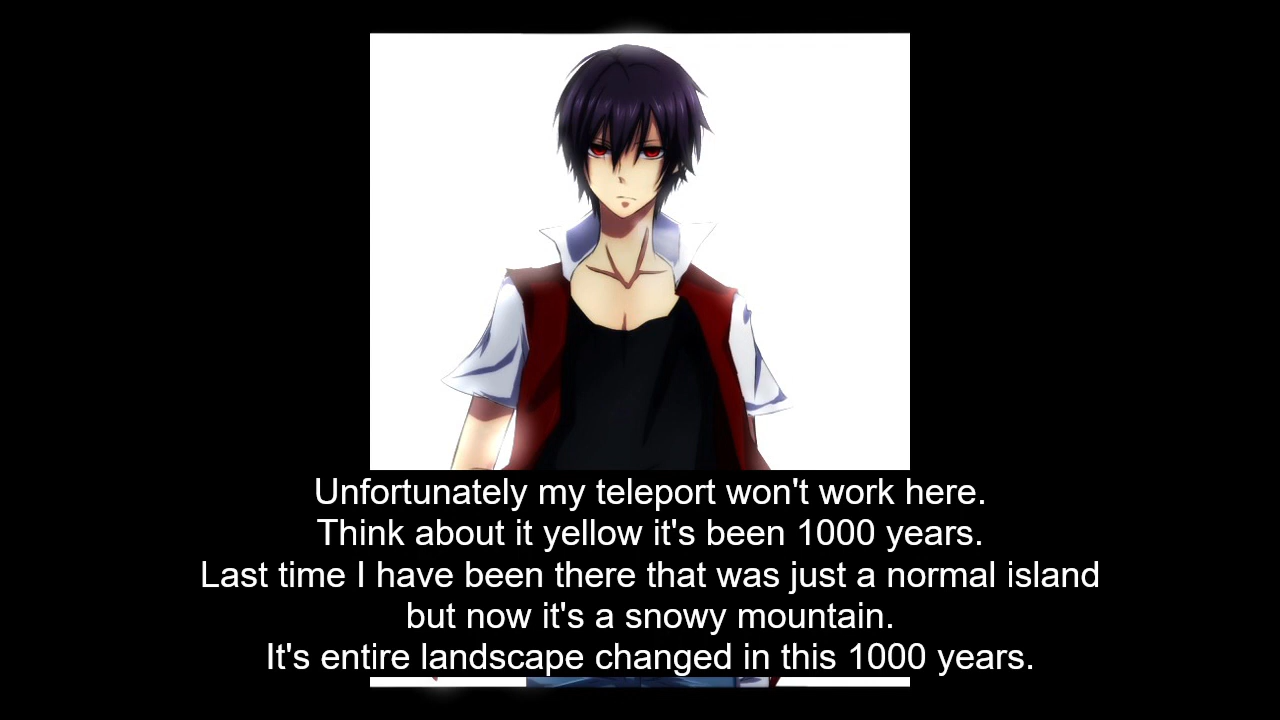 Unfortunately my teleport won't work here.
Think about it yellow it's been 1000 years.
Last time I have been there that was just a normal island
but now it's a snowy mountain.
It's entire landscape changed in this 1000 years.